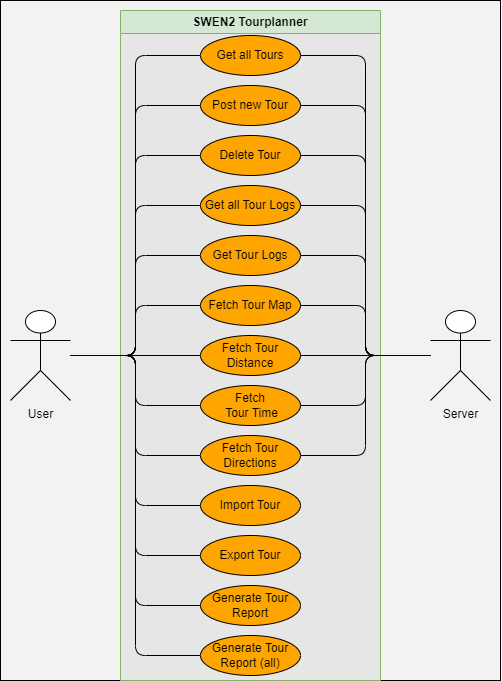 SWEN2 Tourplanner
Get all Tours
Post new Tour
Delete Tour
Get all Tour Logs
Get Tour Logs
Fetch Tour Map
Fetch Tour
Distance
Fetch
Tour Time
Fetch Tour
Directions
Import Tour
Export Tour
Generate Tour
Report
Generate Tour
Report (all)
User
Server